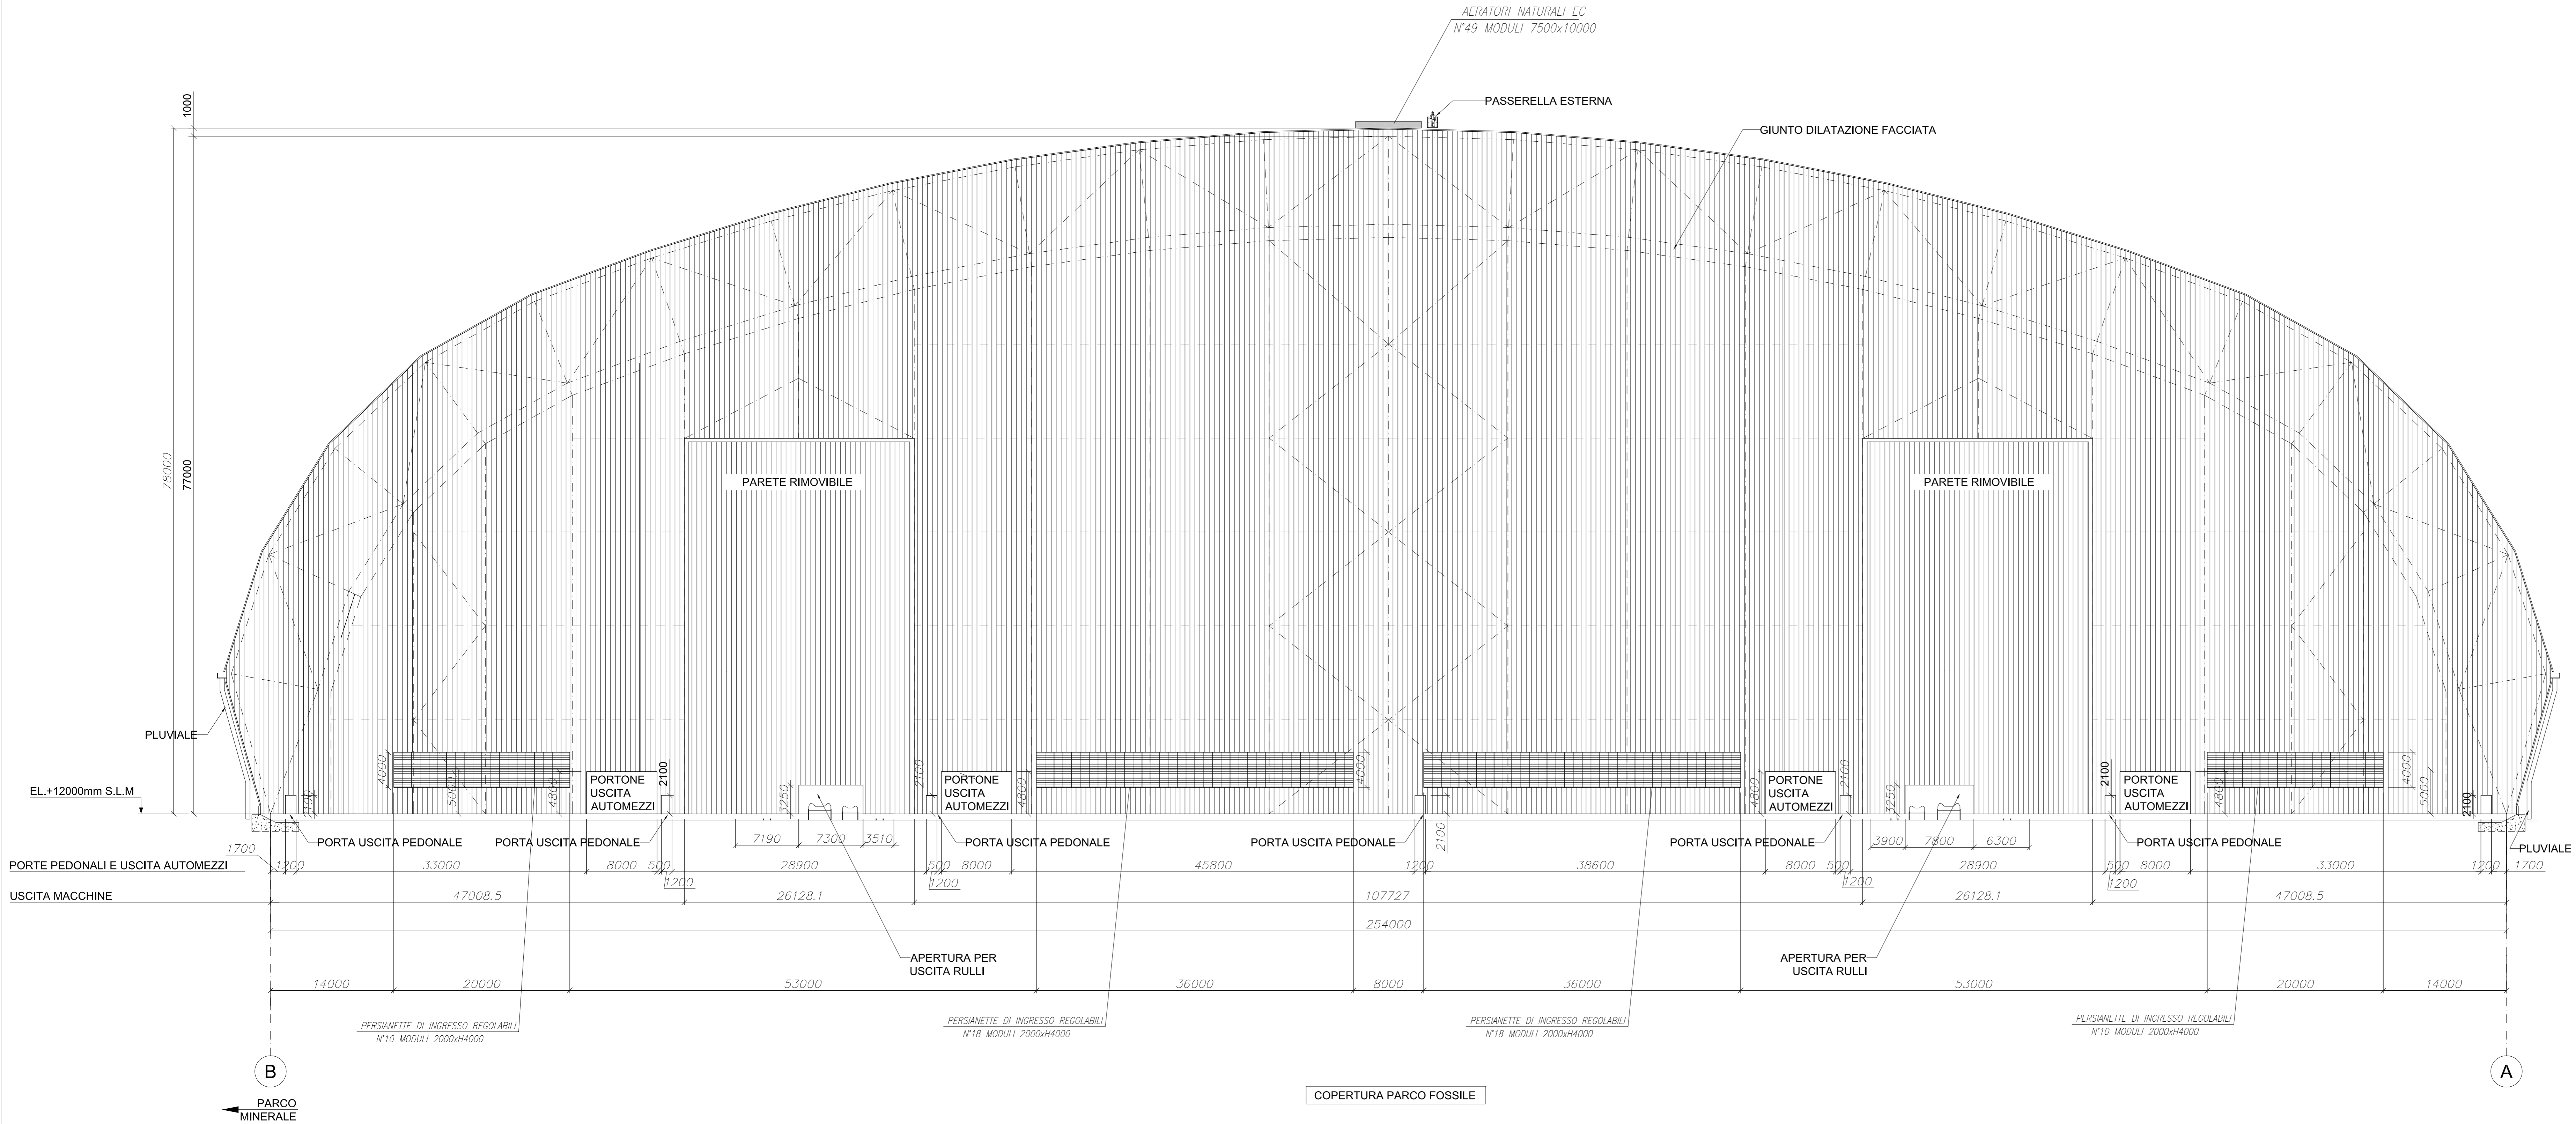 AERATORI NATURALI EC
N°49 MODULI 7500x10000
PASSERELLA ESTERNA
GIUNTO DILATAZIONE FACCIATA
1000
78000
77000
PARETE RIMOVIBILE
PARETE RIMOVIBILE
PLUVIALE
EL.+12000mm S.L.M
2100
4000
5000
4800
PORTONE
USCITA
AUTOMEZZI
2100
3250
2100
PORTONE
USCITA
AUTOMEZZI
4800
4000
2100
4800
PORTONE
USCITA
AUTOMEZZI
2100
3250
2100
PORTONE
USCITA
AUTOMEZZI
4800
4000
5000
2100
PORTA USCITA PEDONALE
PORTA USCITA PEDONALE
7190
7300
3510
PORTA USCITA PEDONALE
PORTA USCITA PEDONALE
PORTA USCITA PEDONALE
3900
7800
6300
PORTA USCITA PEDONALE
PLUVIALE
PORTE PEDONALI E USCITA AUTOMEZZI
1700
1200
33000
8000
500
1200
28900
500
1200
8000
45800
1200
38600
8000
500
1200
28900
500
1200
8000
33000
1200
1700
USCITA MACCHINE
47008.5
26128.1
107727
26128.1
47008.5
254000
APERTURA PER
USCITA RULLI
APERTURA PER
USCITA RULLI
14000
20000
53000
36000
8000
36000
53000
20000
14000
PERSIANETTE DI INGRESSO REGOLABILI
N°10 MODULI 2000xH4000
PERSIANETTE DI INGRESSO REGOLABILI
N°18 MODULI 2000xH4000
PERSIANETTE DI INGRESSO REGOLABILI
N°18 MODULI 2000xH4000
PERSIANETTE DI INGRESSO REGOLABILI
N°10 MODULI 2000xH4000
B
A
PARCO
MINERALE
COPERTURA PARCO FOSSILE